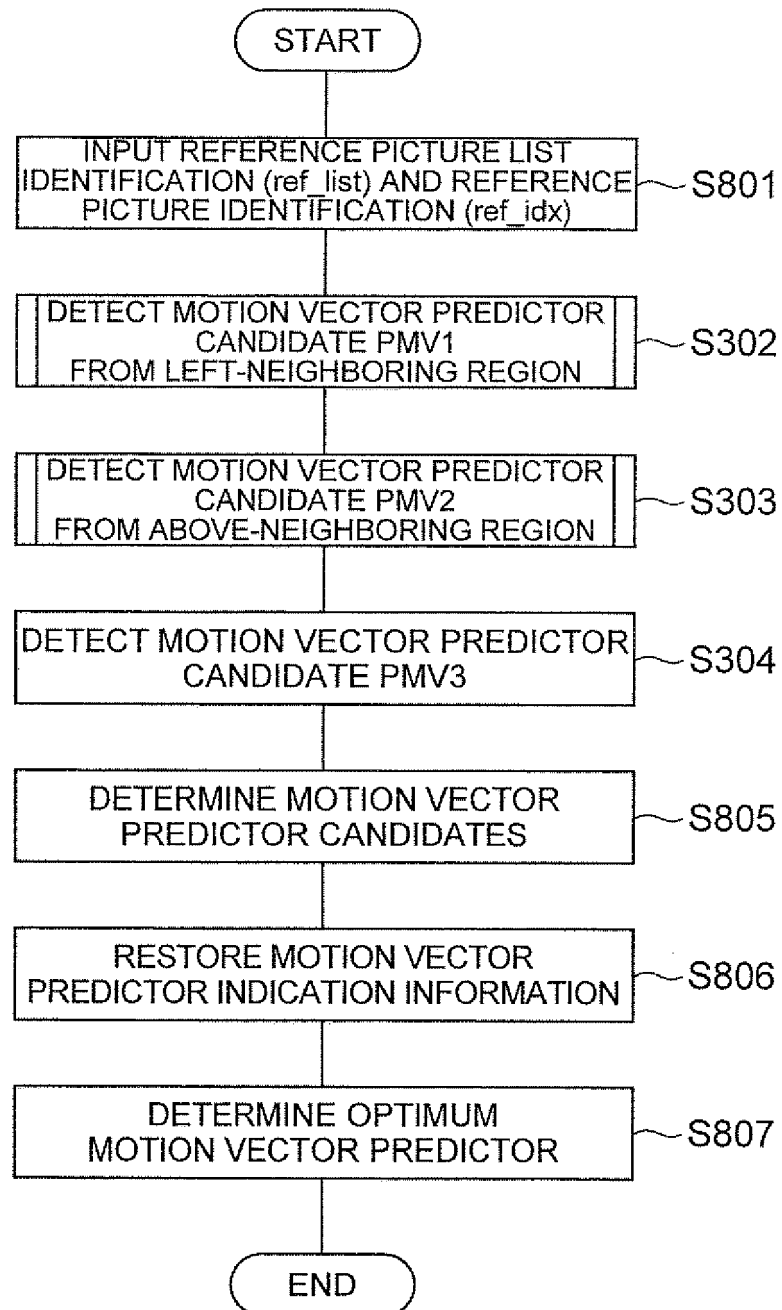 START
INPUT REFERENCE PICTURE LIST
IDENTIFICATION (ref_list) AND REFERENCE
PICTURE IDENTIFICATION (ref_idx)
S801
DETECT MOTION VECTOR PREDICTOR
CANDIDATE PMV1
FROM LEFT-NEIGHBORING REGION
S302
DETECT MOTION VECTOR PREDICTOR
CANDIDATE PMV2
FROM ABOVE-NEIGHBORING REGION
S303
DETECT MOTION VECTOR PREDICTOR
CANDIDATE PMV3
S304
DETERMINE MOTION VECTOR
PREDICTOR CANDIDATES
S805
RESTORE MOTION VECTOR
PREDICTOR INDICATION INFORMATION
S806
DETERMINE OPTIMUM
MOTION VECTOR PREDICTOR
S807
END